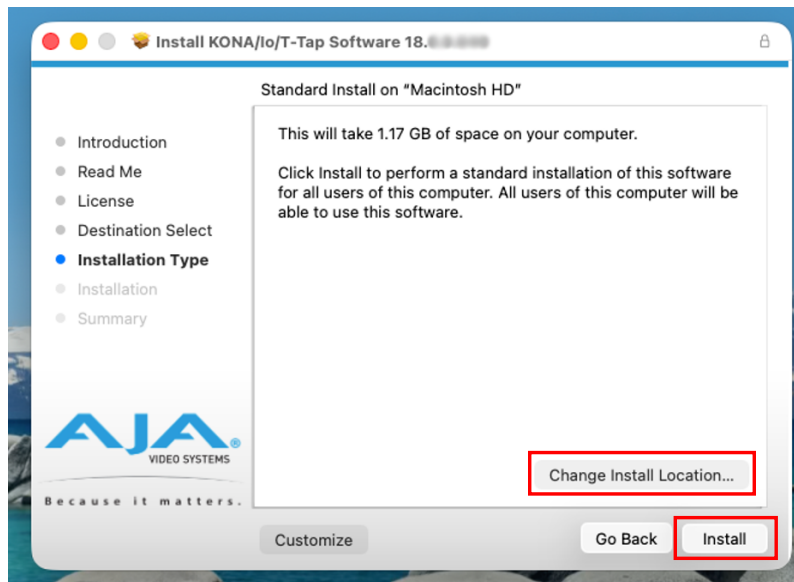 Install KONA/Io/T-Tap Software 18.
Standard Install on "Macintosh HD"
Introduction
Read Me
License
Destination Select
Installation Type
Installation
Summary
This will take 1.17 GB of space on your computer.
Click Install to perform a standard installation of this software
for all users of this computer. All users of this computer will be
able to use this software.
AJA®
VIDEO SYSTEMS
Because it matters.
Change Install Location...
Customize
Go Back
Install